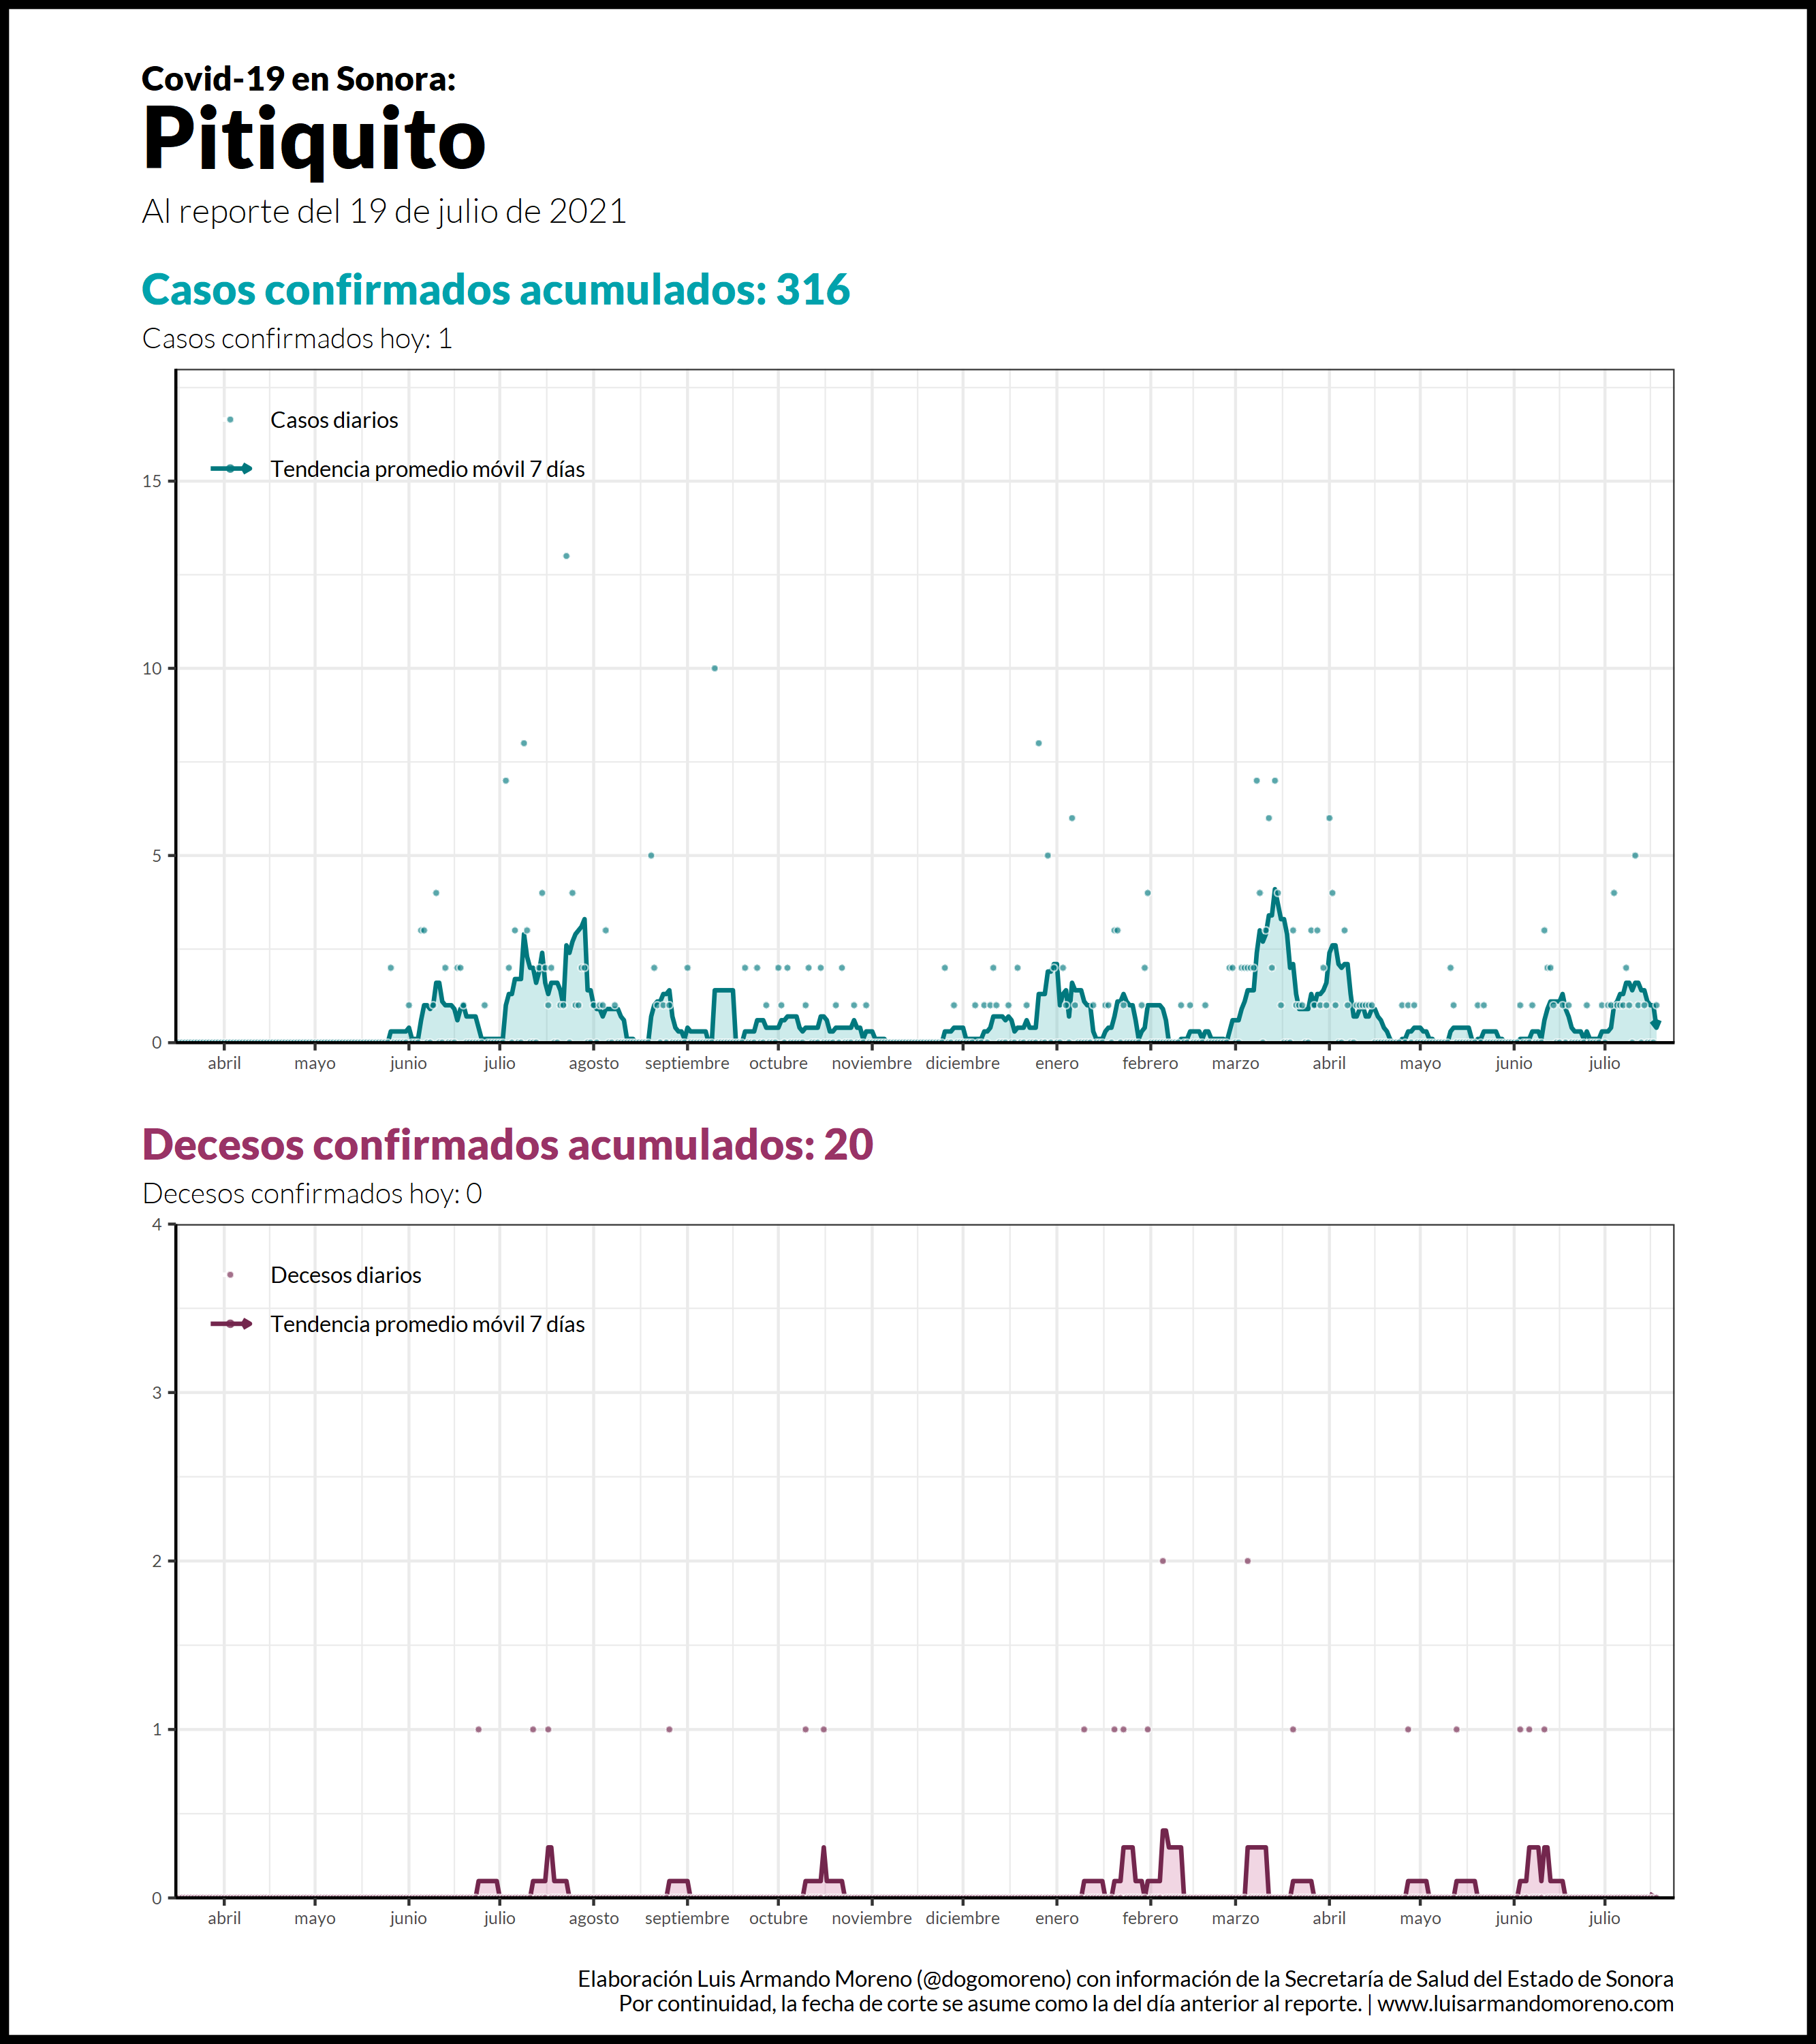 Covid-19 en Sonora:
Pitiquito
Al reporte del 19 de julio de 2021
Casos confirmados acumulados: 316
Casos confirmados hoy: 1
Casos diarios
Tendencia promedio móvil 7 días
15
10
5
0
abril mayo junio julio agosto septiembre octubre noviembre diciembre enero febrero marzo abril mayo junio julio
Decesos confirmados acumulados: 20
Decesos confirmados hoy: 0
4
Decesos diarios
Tendencia promedio móvil 7 días
3
2
1
0
abril mayo junio julio agosto septiembre octubre noviembre diciembre enero febrero marzo abril mayo junio julio
Elaboración Luis Armando Moreno (@dogomoreno) con información de la Secretaría de Salud del Estado de Sonora
Por continuidad, la fecha de corte se asume como la del día anterior al reporte. | www.luisarmandomoreno.com